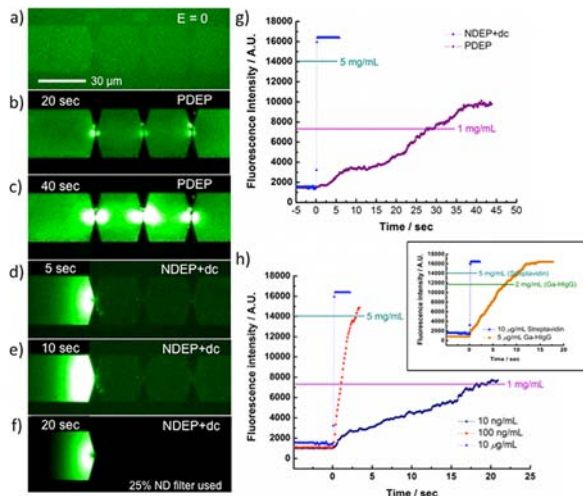 a)
E = 0
30 µm
b)
20 sec
PDEP
c)
40 sec
PDEP
d)
5 sec
NDEP+dc
e)
10 sec
NDEP+dc
f)
20 sec
NDEP+dc
25% ND filter used
g)
Fluorescence Intensity / A.U.
18000
16000
14000
12000
10000
8000
6000
4000
2000
0
NDEP+dc
PDEP
5 mg/mL
1 mg/mL
-5 0 5 10 15 20 25 30 35 40 45 50
Time / sec
h)
Fluorescence intensity / A.U.
18000
16000
14000
12000
10000
8000
6000
4000
2000
0
5 mg/mL
1 mg/mL
10 ng/mL
100 ng/mL
10 µg/mL
-5 0 5 10 15 20 25
Time / sec
Fluorescence intensity / A.U.
18000
16000
14000
12000
10000
8000
6000
4000
2000
0
5 mg/mL (Streptavidin)
2 mg/mL (Ga-HIgG)
10 µg/mL Streptavidin
5 µg/mL Ga-HIgG
0 5 10 15 20
Time / sec